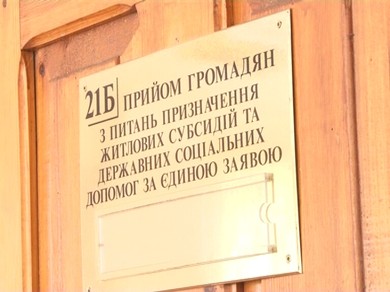 21Б ПРИЙОМ ГРОМАДЯН
З ПИТАНЬ ПРИЗНАЧЕННЯ
ЖИТЛОВИХ СУБСИДІЙ ТА
ДЕРЖАВНИХ СОЦІАЛЬНИХ
ДОПОМОГ ЗА ЄДИНОЮ ЗАЯВОЮ